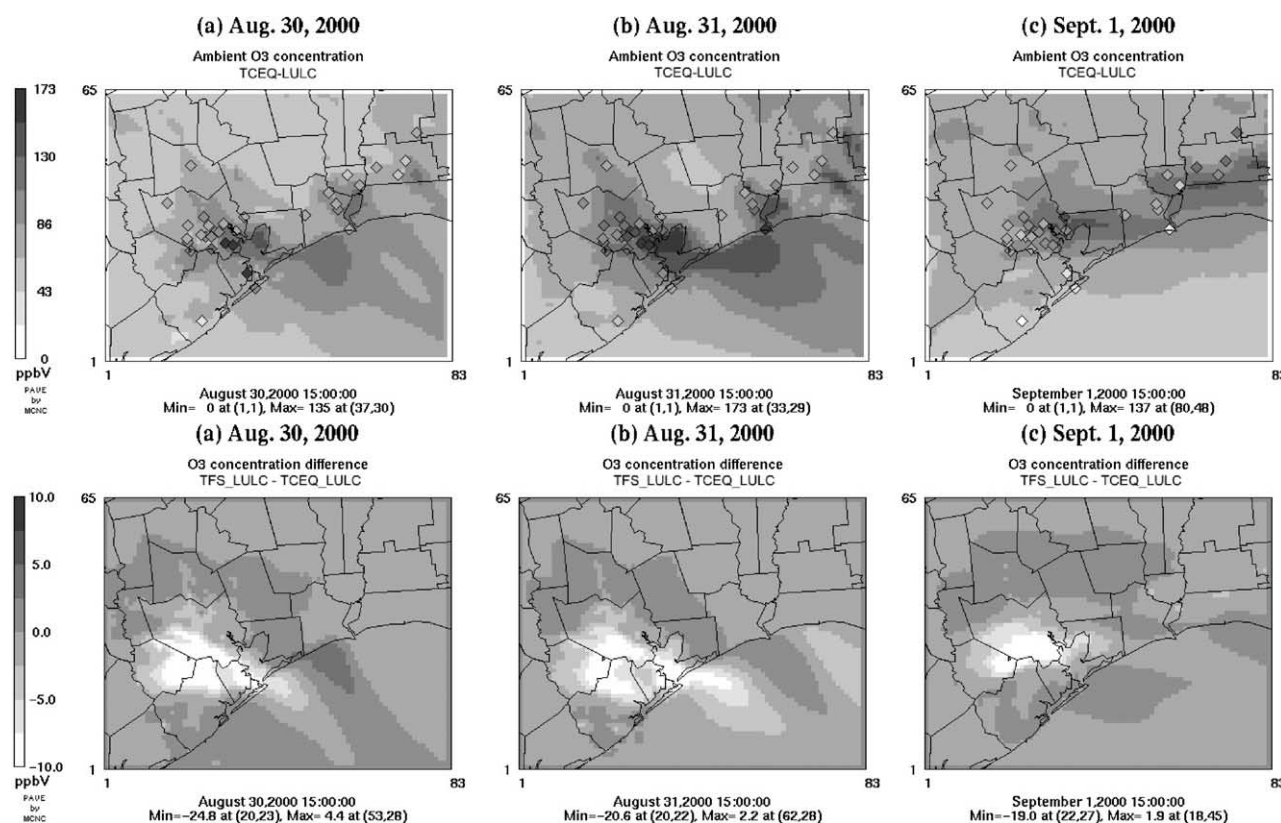 (a) Aug. 30, 2000
(b) Aug. 31, 2000
(c) Sept. 1, 2000
Ambient O3 concentration
TCEQ-LULC
Ambient O3 concentration
TCEQ-LULC
Ambient O3 concentration
TCEQ-LULC
173
130
86
43
0
ppbV
PAVE
by
MCNC
65
1
1
83
August 30,2000 15:00:00
Min= 0 at (1,1), Max= 135 at (37,30)
65
1
1
83
August 31,2000 15:00:00
Min= 0 at (1,1), Max= 173 at (33,29)
65
1
1
83
September 1,2000 15:00:00
Min= 0 at (1,1), Max= 137 at (80,48)
(a) Aug. 30, 2000
(b) Aug. 31, 2000
(c) Sept. 1, 2000
O3 concentration difference
TFS_LULC - TCEQ_LULC
O3 concentration difference
TFS_LULC - TCEQ_LULC
O3 concentration difference
TFS_LULC - TCEQ_LULC
10.0
5.0
0.0
-5.0
-10.0
ppbV
PAVE
by
MCNC
65
1
1
83
August 30,2000 15:00:00
Min=-24.8 at (20,23), Max= 4.4 at (53,28)
65
1
1
83
August 31,2000 15:00:00
Min=-20.6 at (20,22), Max= 2.2 at (62,28)
65
1
1
83
September 1,2000 15:00:00
Min=-19.0 at (22,27), Max= 1.9 at (18,45)